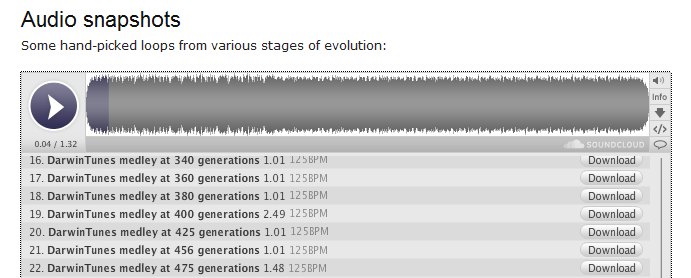 Audio snapshots
Some hand-picked loops from various stages of evolution:
Info
0.04 / 1.32
SOUNDCLOUD
16. DarwinTunes medley at 340 generations 1.01 125BPM Download
17. DarwinTunes medley at 360 generations 1.01 125BPM Download
18. DarwinTunes medley at 380 generations 1.01 125BPM Download
19. DarwinTunes medley at 400 generations 2.49 125BPM Download
20. DarwinTunes medley at 425 generations 1.01 125BPM Download
21. DarwinTunes medley at 456 generations 1.01 125BPM Download
22. DarwinTunes medley at 475 generations 1.48 125BPM Download